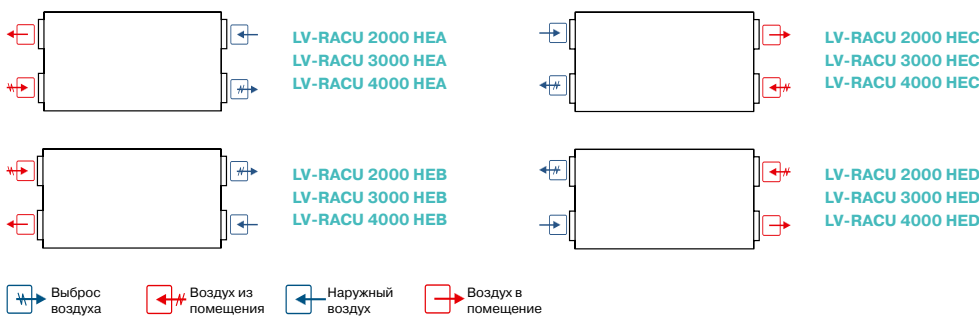 LV-RACU 2000 HEA
LV-RACU 3000 HEA
LV-RACU 4000 HEA
LV-RACU 2000 HEC
LV-RACU 3000 HEC
LV-RACU 4000 HEC
LV-RACU 2000 HEB
LV-RACU 3000 HEB
LV-RACU 4000 HEB
LV-RACU 2000 HED
LV-RACU 3000 HED
LV-RACU 4000 HED
Выброс
воздуха
Воздух из
помещения
Наружный
воздух
Воздух в
помещение